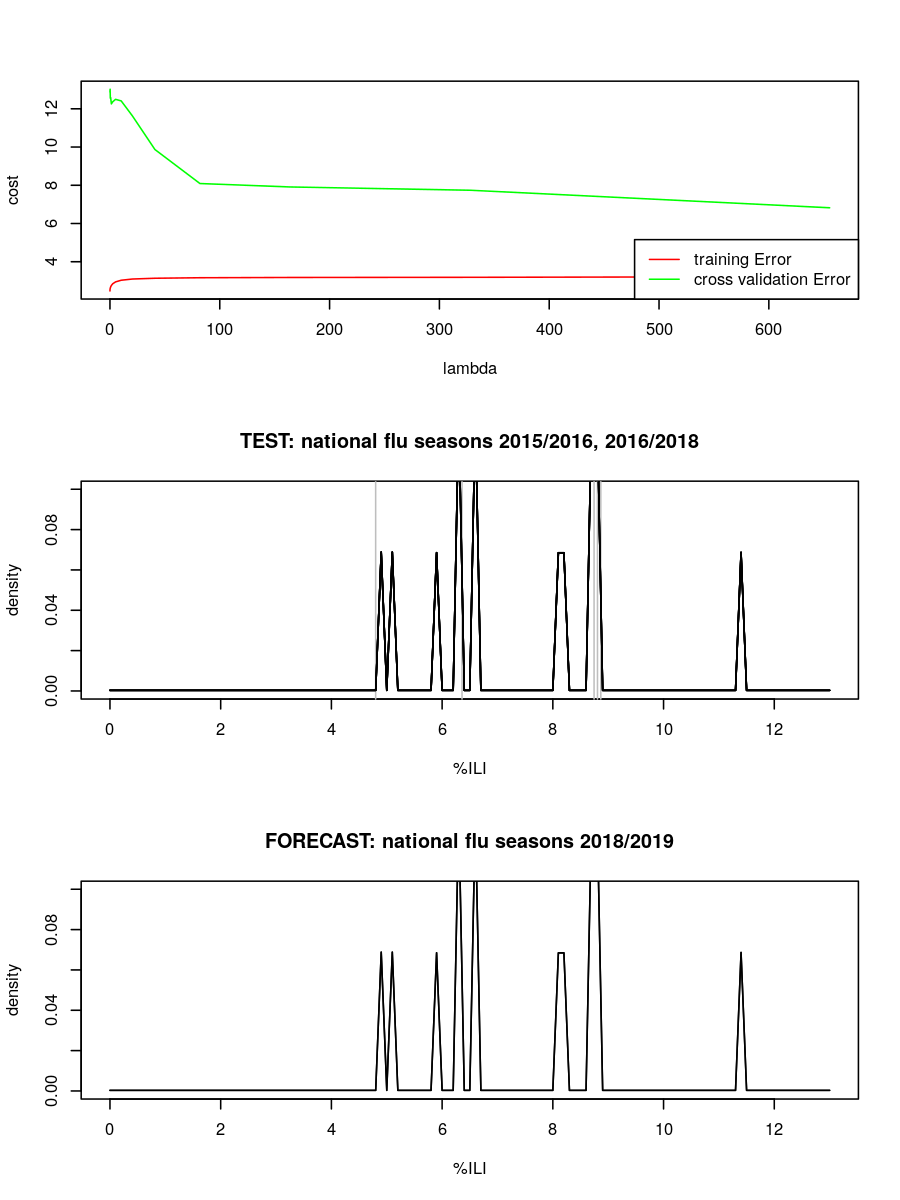 12
10
8
6
4
cost
training Error
cross validation Error
0 100 200 300 400 500 600
lambda
TEST: national flu seasons 2015/2016, 2016/2018
0.08
0.04
0.00
density
0 2 4 6 8 10 12
%ILI
FORECAST: national flu seasons 2018/2019
0.08
0.04
0.00
density
0 2 4 6 8 10 12
%ILI